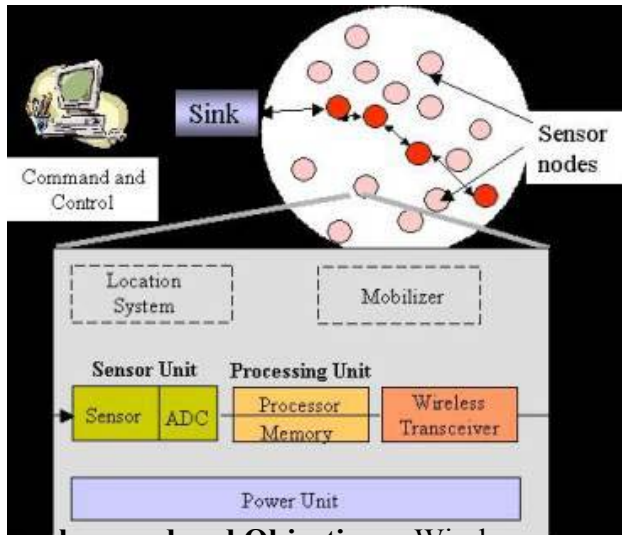 Sink
Sensor
nodes
Command and
Control
Location
System
Mobilizer
Sensor Unit
Processing Unit
Sensor
ADC
Processor
Memory
Wireless
Transceiver
Power Unit